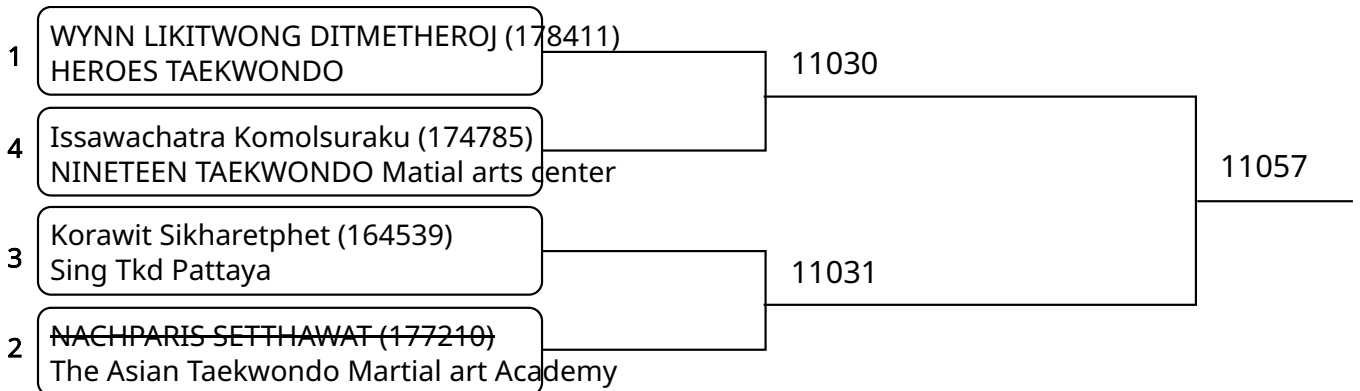 1
WYNN LIKITWONG DITMETHEROJ (178411)
HEROES TAEKWONDO
11030
4
Issawachatra Komolsuraku (174785)
NINETEEN TAEKWONDO Matial arts center
11057
3
Korawit Sikharetphet (164539)
Sing Tkd Pattaya
11031
2
NACHPARIS SETTHAWAT (177210)
The Asian Taekwondo Martial art Academy